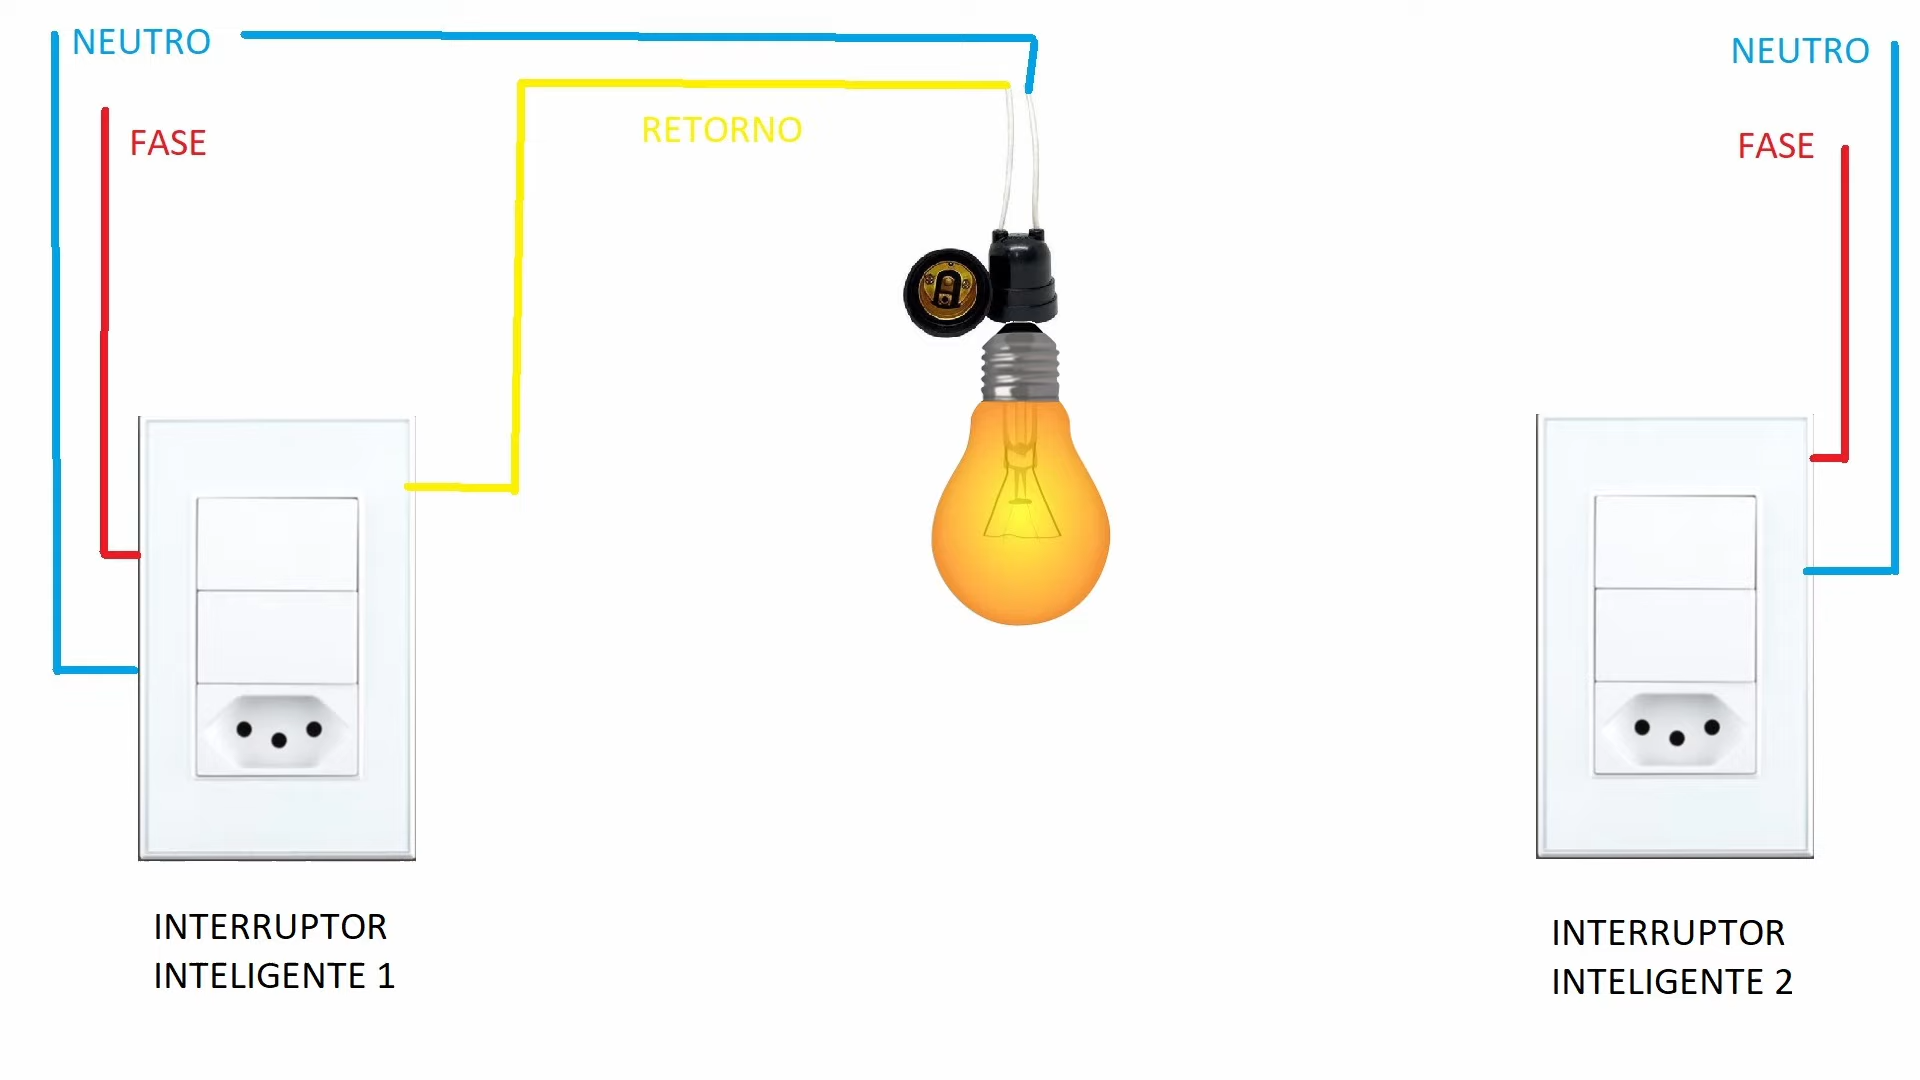 NEUTRO
FASE
RETORNO
NEUTRO
FASE
INTERRUPTOR
INTELIGENTE 1
INTERRUPTOR
INTELIGENTE 2